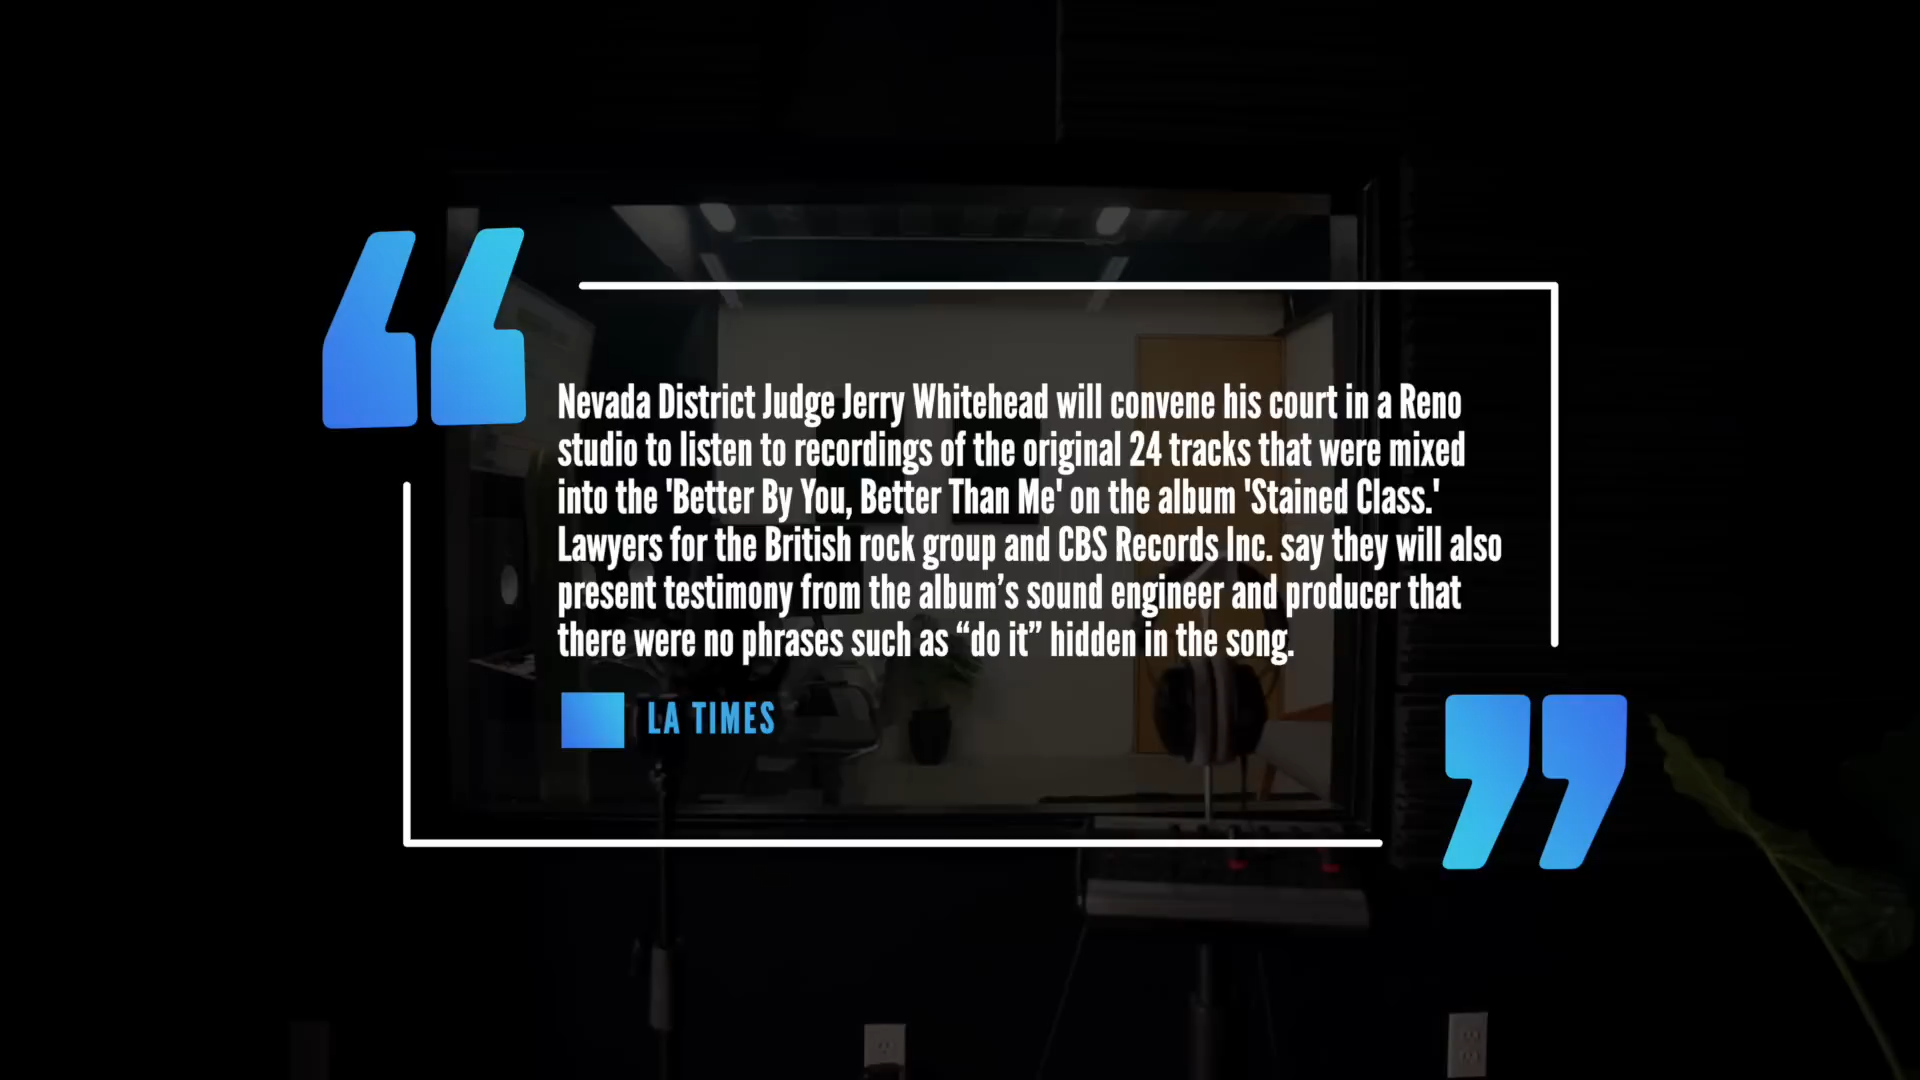 Nevada District Judge Jerry Whitehead will convene his court in a Reno
studio to listen to recordings of the original 24 tracks that were mixed
into the 'Better By You, Better Than Me' on the album 'Stained Class.'
Lawyers for the British rock group and CBS Records Inc. say they will also
present testimony from the album’s sound engineer and producer that
there were no phrases such as “do it” hidden in the song.
LA TIMES